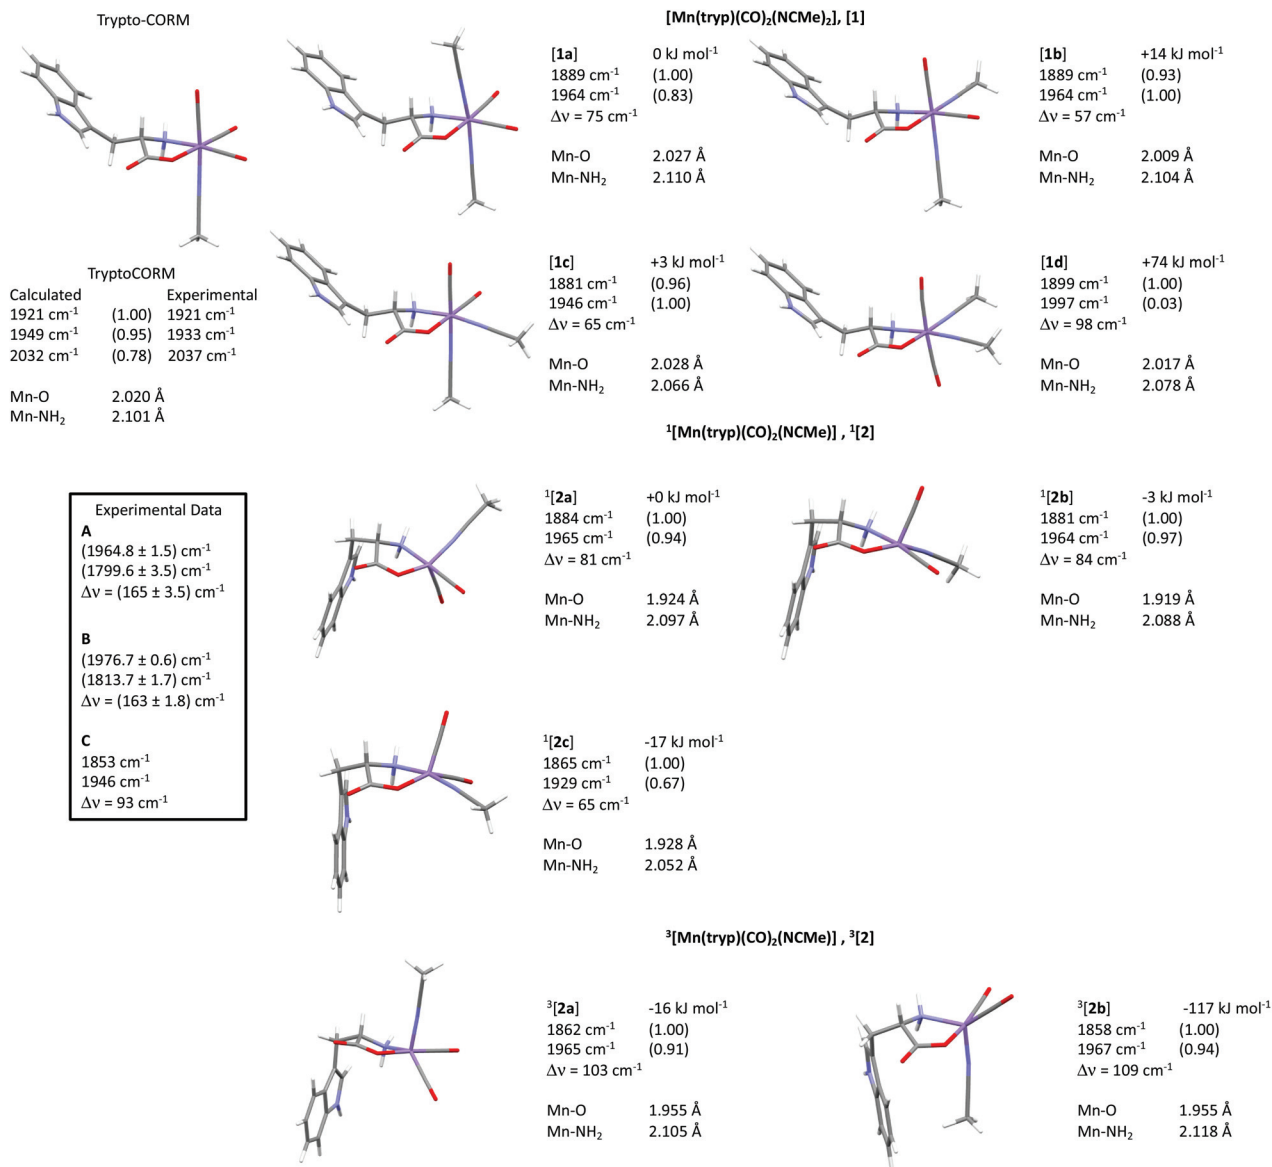 Trypto-CORM
[Mn(tryp)(CO)₂(NCMe)₂], [1]
[1a] 0 kJ mol⁻¹
1889 cm⁻¹ (1.00)
1964 cm⁻¹ (0.83)
Δν = 75 cm⁻¹
Mn-O 2.027 Å
Mn-NH₂ 2.110 Å
[1b] +14 kJ mol⁻¹
1889 cm⁻¹ (0.93)
1964 cm⁻¹ (1.00)
Δν = 57 cm⁻¹
Mn-O 2.009 Å
Mn-NH₂ 2.104 Å
TryptoCORM
Calculated Experimental
1921 cm⁻¹ (1.00) 1921 cm⁻¹
1949 cm⁻¹ (0.95) 1933 cm⁻¹
2032 cm⁻¹ (0.78) 2037 cm⁻¹
Mn-O 2.020 Å
Mn-NH₂ 2.101 Å
[1c] +3 kJ mol⁻¹
1881 cm⁻¹ (0.96)
1946 cm⁻¹ (1.00)
Δν = 65 cm⁻¹
Mn-O 2.028 Å
Mn-NH₂ 2.066 Å
[1d] +74 kJ mol⁻¹
1899 cm⁻¹ (1.00)
1997 cm⁻¹ (0.03)
Δν = 98 cm⁻¹
Mn-O 2.017 Å
Mn-NH₂ 2.078 Å
¹[Mn(tryp)(CO)₂(NCMe)] , ¹[2]
Experimental Data
A
(1964.8 ± 1.5) cm⁻¹
(1799.6 ± 3.5) cm⁻¹
Δν = (165 ± 3.5) cm⁻¹
B
(1976.7 ± 0.6) cm⁻¹
(1813.7 ± 1.7) cm⁻¹
Δν = (163 ± 1.8) cm⁻¹
C
1853 cm⁻¹
1946 cm⁻¹
Δν = 93 cm⁻¹
¹[2a] +0 kJ mol⁻¹
1884 cm⁻¹ (1.00)
1965 cm⁻¹ (0.94)
Δν = 81 cm⁻¹
Mn-O 1.924 Å
Mn-NH₂ 2.097 Å
¹[2b] -3 kJ mol⁻¹
1881 cm⁻¹ (1.00)
1964 cm⁻¹ (0.97)
Δν = 84 cm⁻¹
Mn-O 1.919 Å
Mn-NH₂ 2.088 Å
¹[2c] -17 kJ mol⁻¹
1865 cm⁻¹ (1.00)
1929 cm⁻¹ (0.67)
Δν = 65 cm⁻¹
Mn-O 1.928 Å
Mn-NH₂ 2.052 Å
³[Mn(tryp)(CO)₂(NCMe)] , ³[2]
³[2a] -16 kJ mol⁻¹
1862 cm⁻¹ (1.00)
1965 cm⁻¹ (0.91)
Δν = 103 cm⁻¹
Mn-O 1.955 Å
Mn-NH₂ 2.105 Å
³[2b] -117 kJ mol⁻¹
1858 cm⁻¹ (1.00)
1967 cm⁻¹ (0.94)
Δν = 109 cm⁻¹
Mn-O 1.955 Å
Mn-NH₂ 2.118 Å